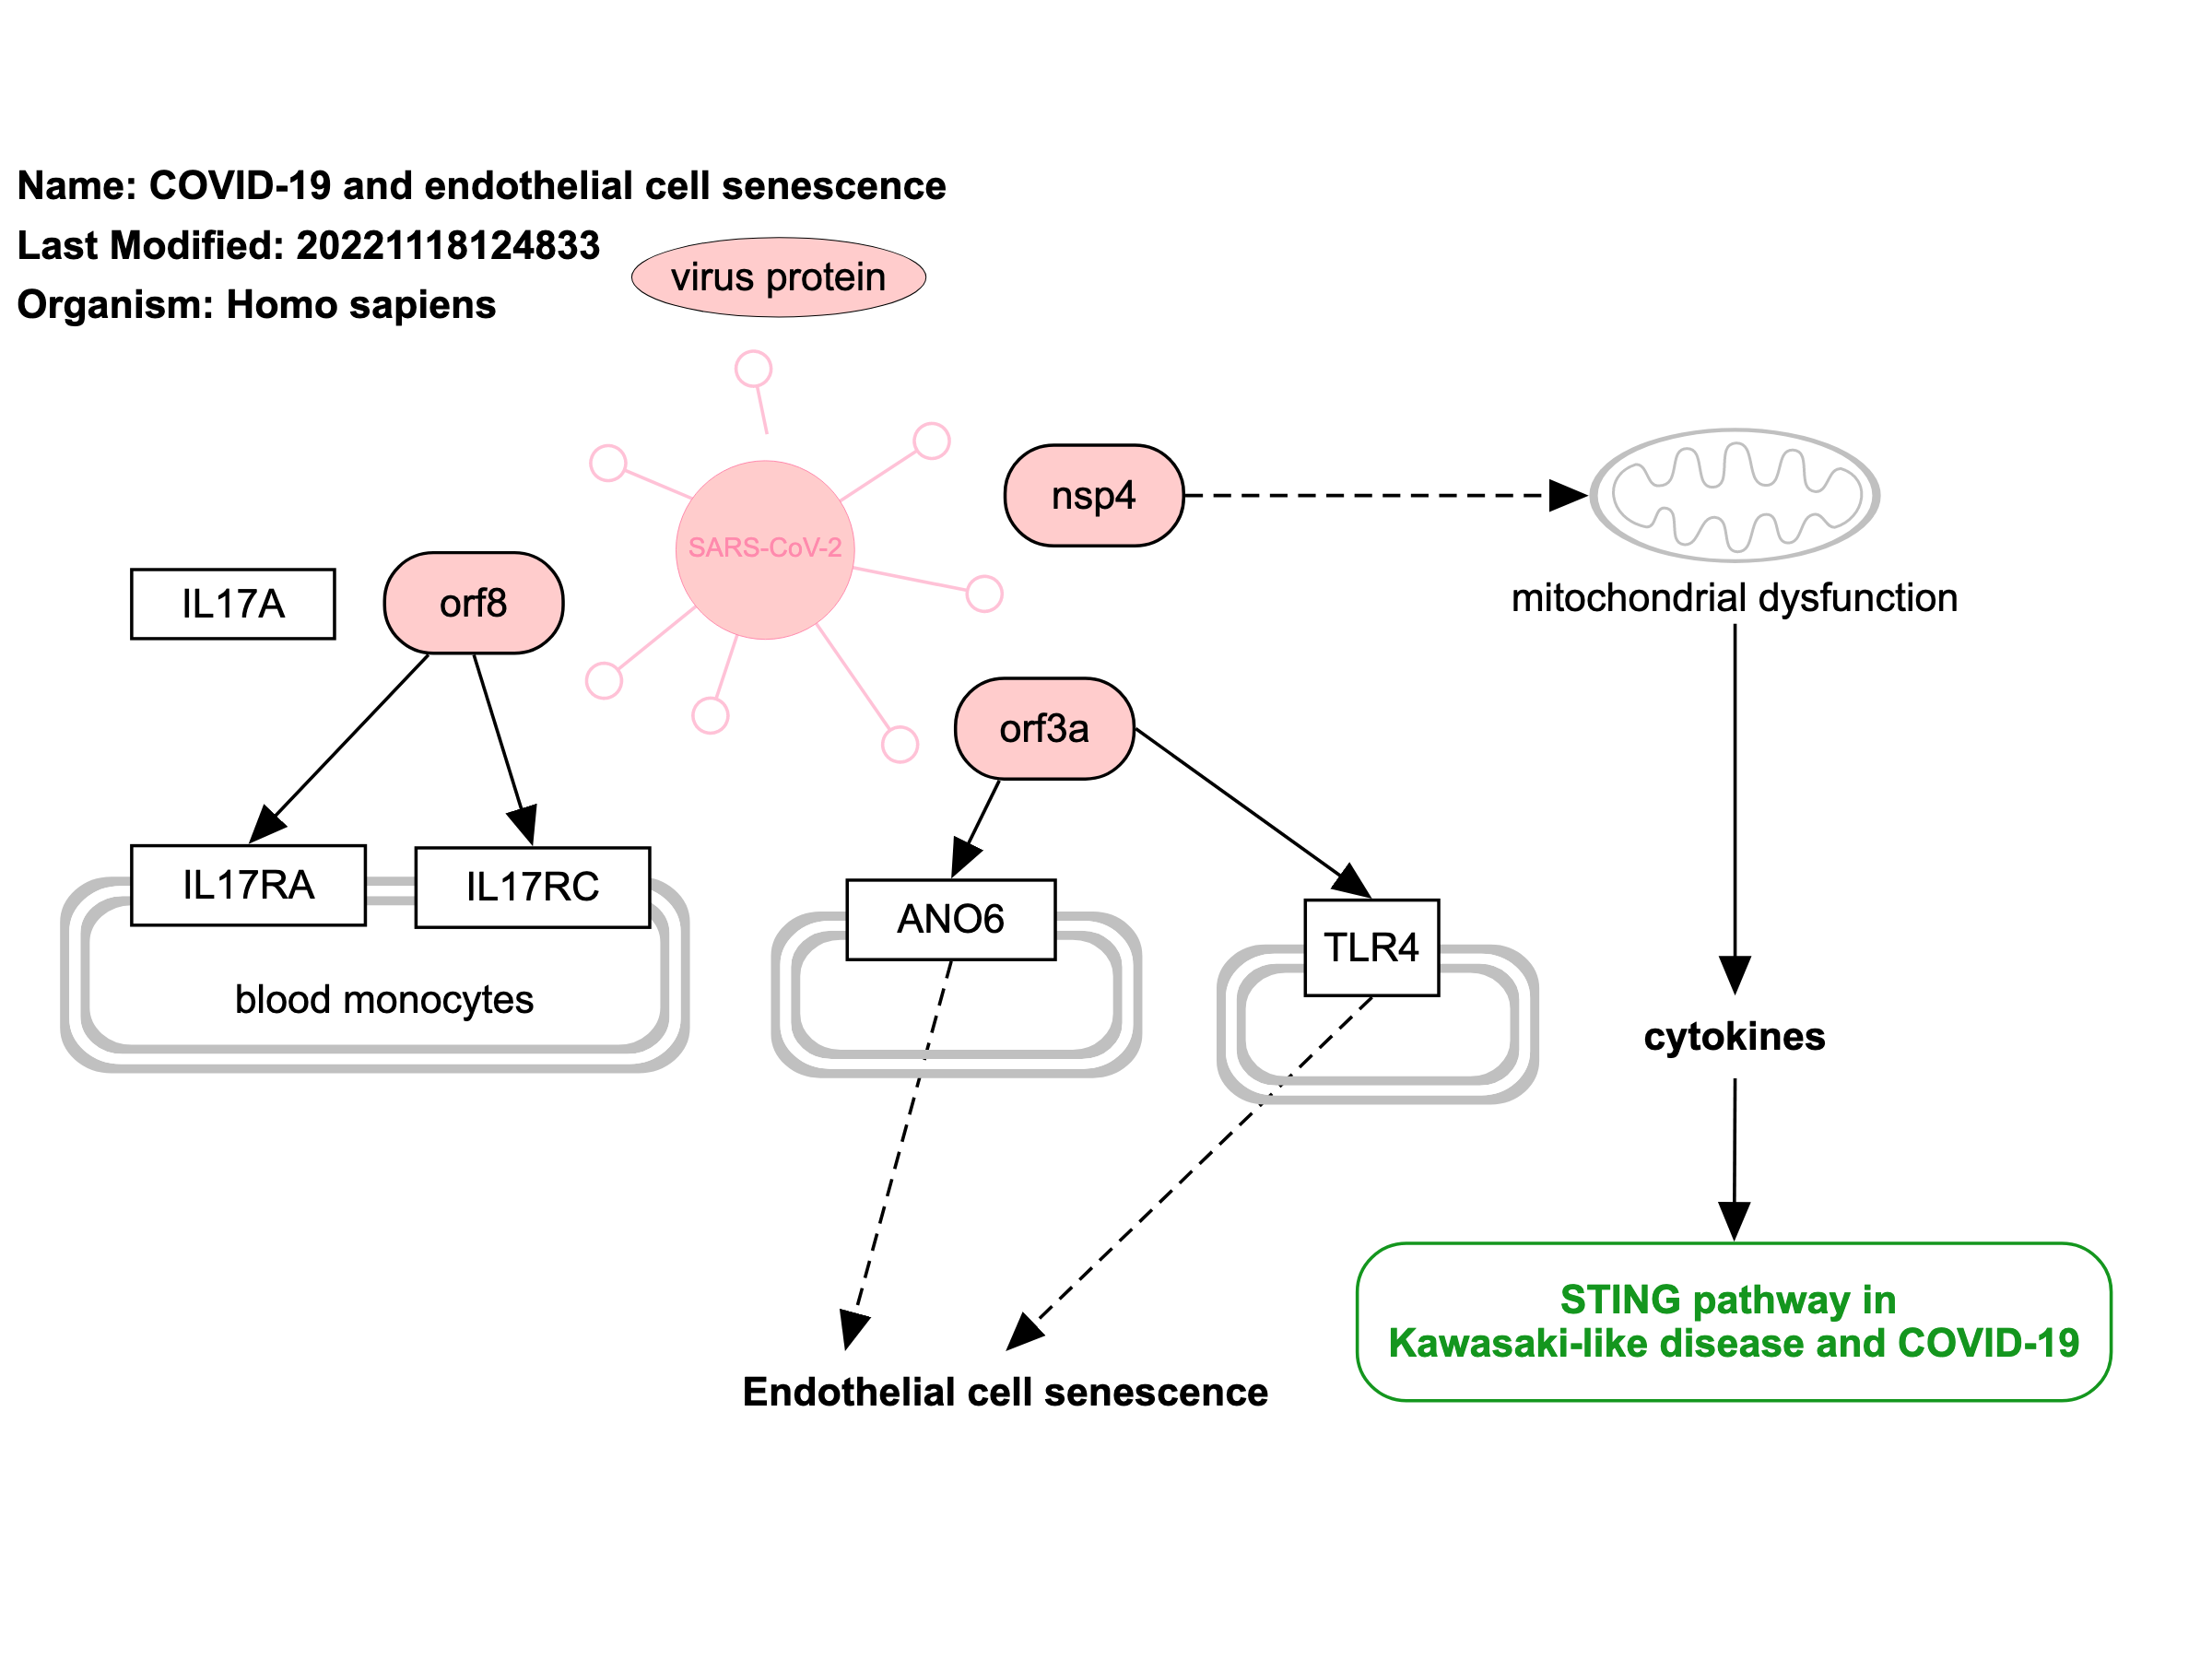 Name: COVID-19 and endothelial cell senescence
Last Modified: 20221118124833
Organism: Homo sapiens
virus protein
SARS-CoV-2
nsp4
mitochondrial dysfunction
IL17A
orf8
orf3a
IL17RA
IL17RC
ANO6
TLR4
blood monocytes
cytokines
STING pathway in
Kawasaki-like disease and COVID-19
Endothelial cell senescence